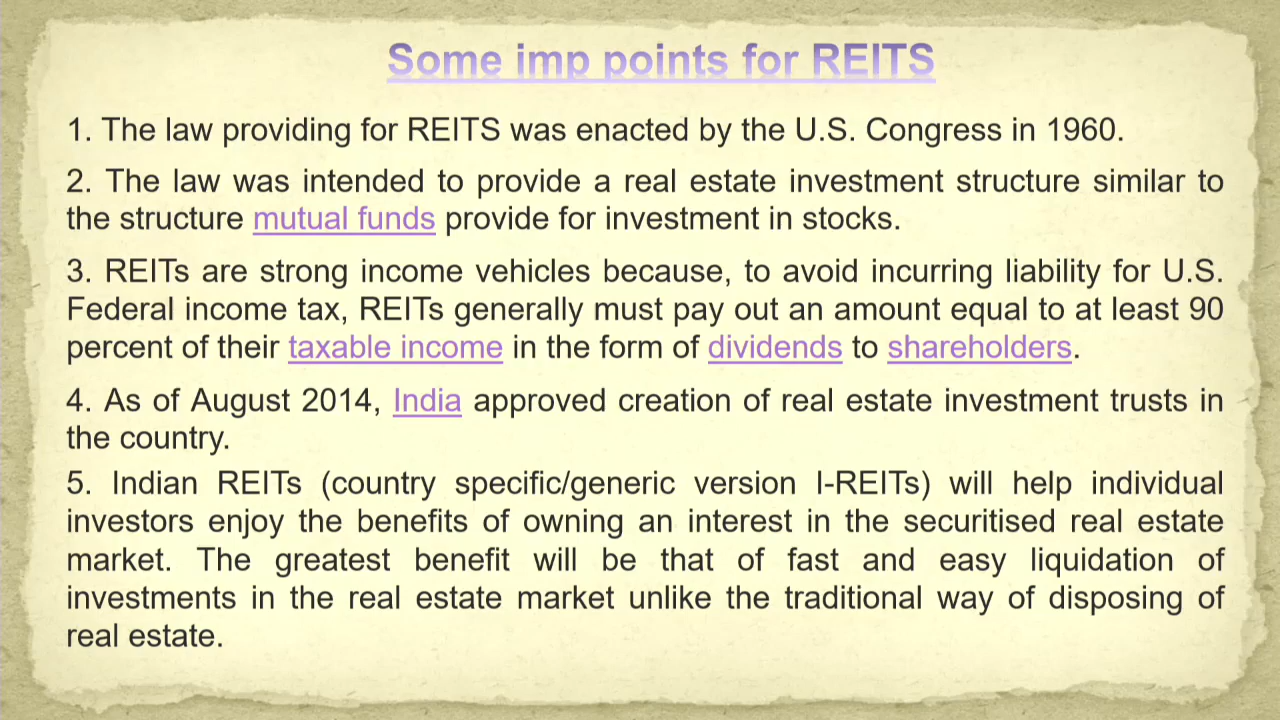 Some imp points for REITS
1. The law providing for REITS was enacted by the U.S. Congress in 1960.
2. The law was intended to provide a real estate investment structure similar to
the structure mutual funds provide for investment in stocks.
3. REITs are strong income vehicles because, to avoid incurring liability for U.S.
Federal income tax, REITs generally must pay out an amount equal to at least 90
percent of their taxable income in the form of dividends to shareholders.
4. As of August 2014, India approved creation of real estate investment trusts in
the country.
5. Indian REITs (country specific/generic version I-REITs) will help individual
investors enjoy the benefits of owning an interest in the securitised real estate
market. The greatest benefit will be that of fast and easy liquidation of
investments in the real estate market unlike the traditional way of disposing of
real estate.